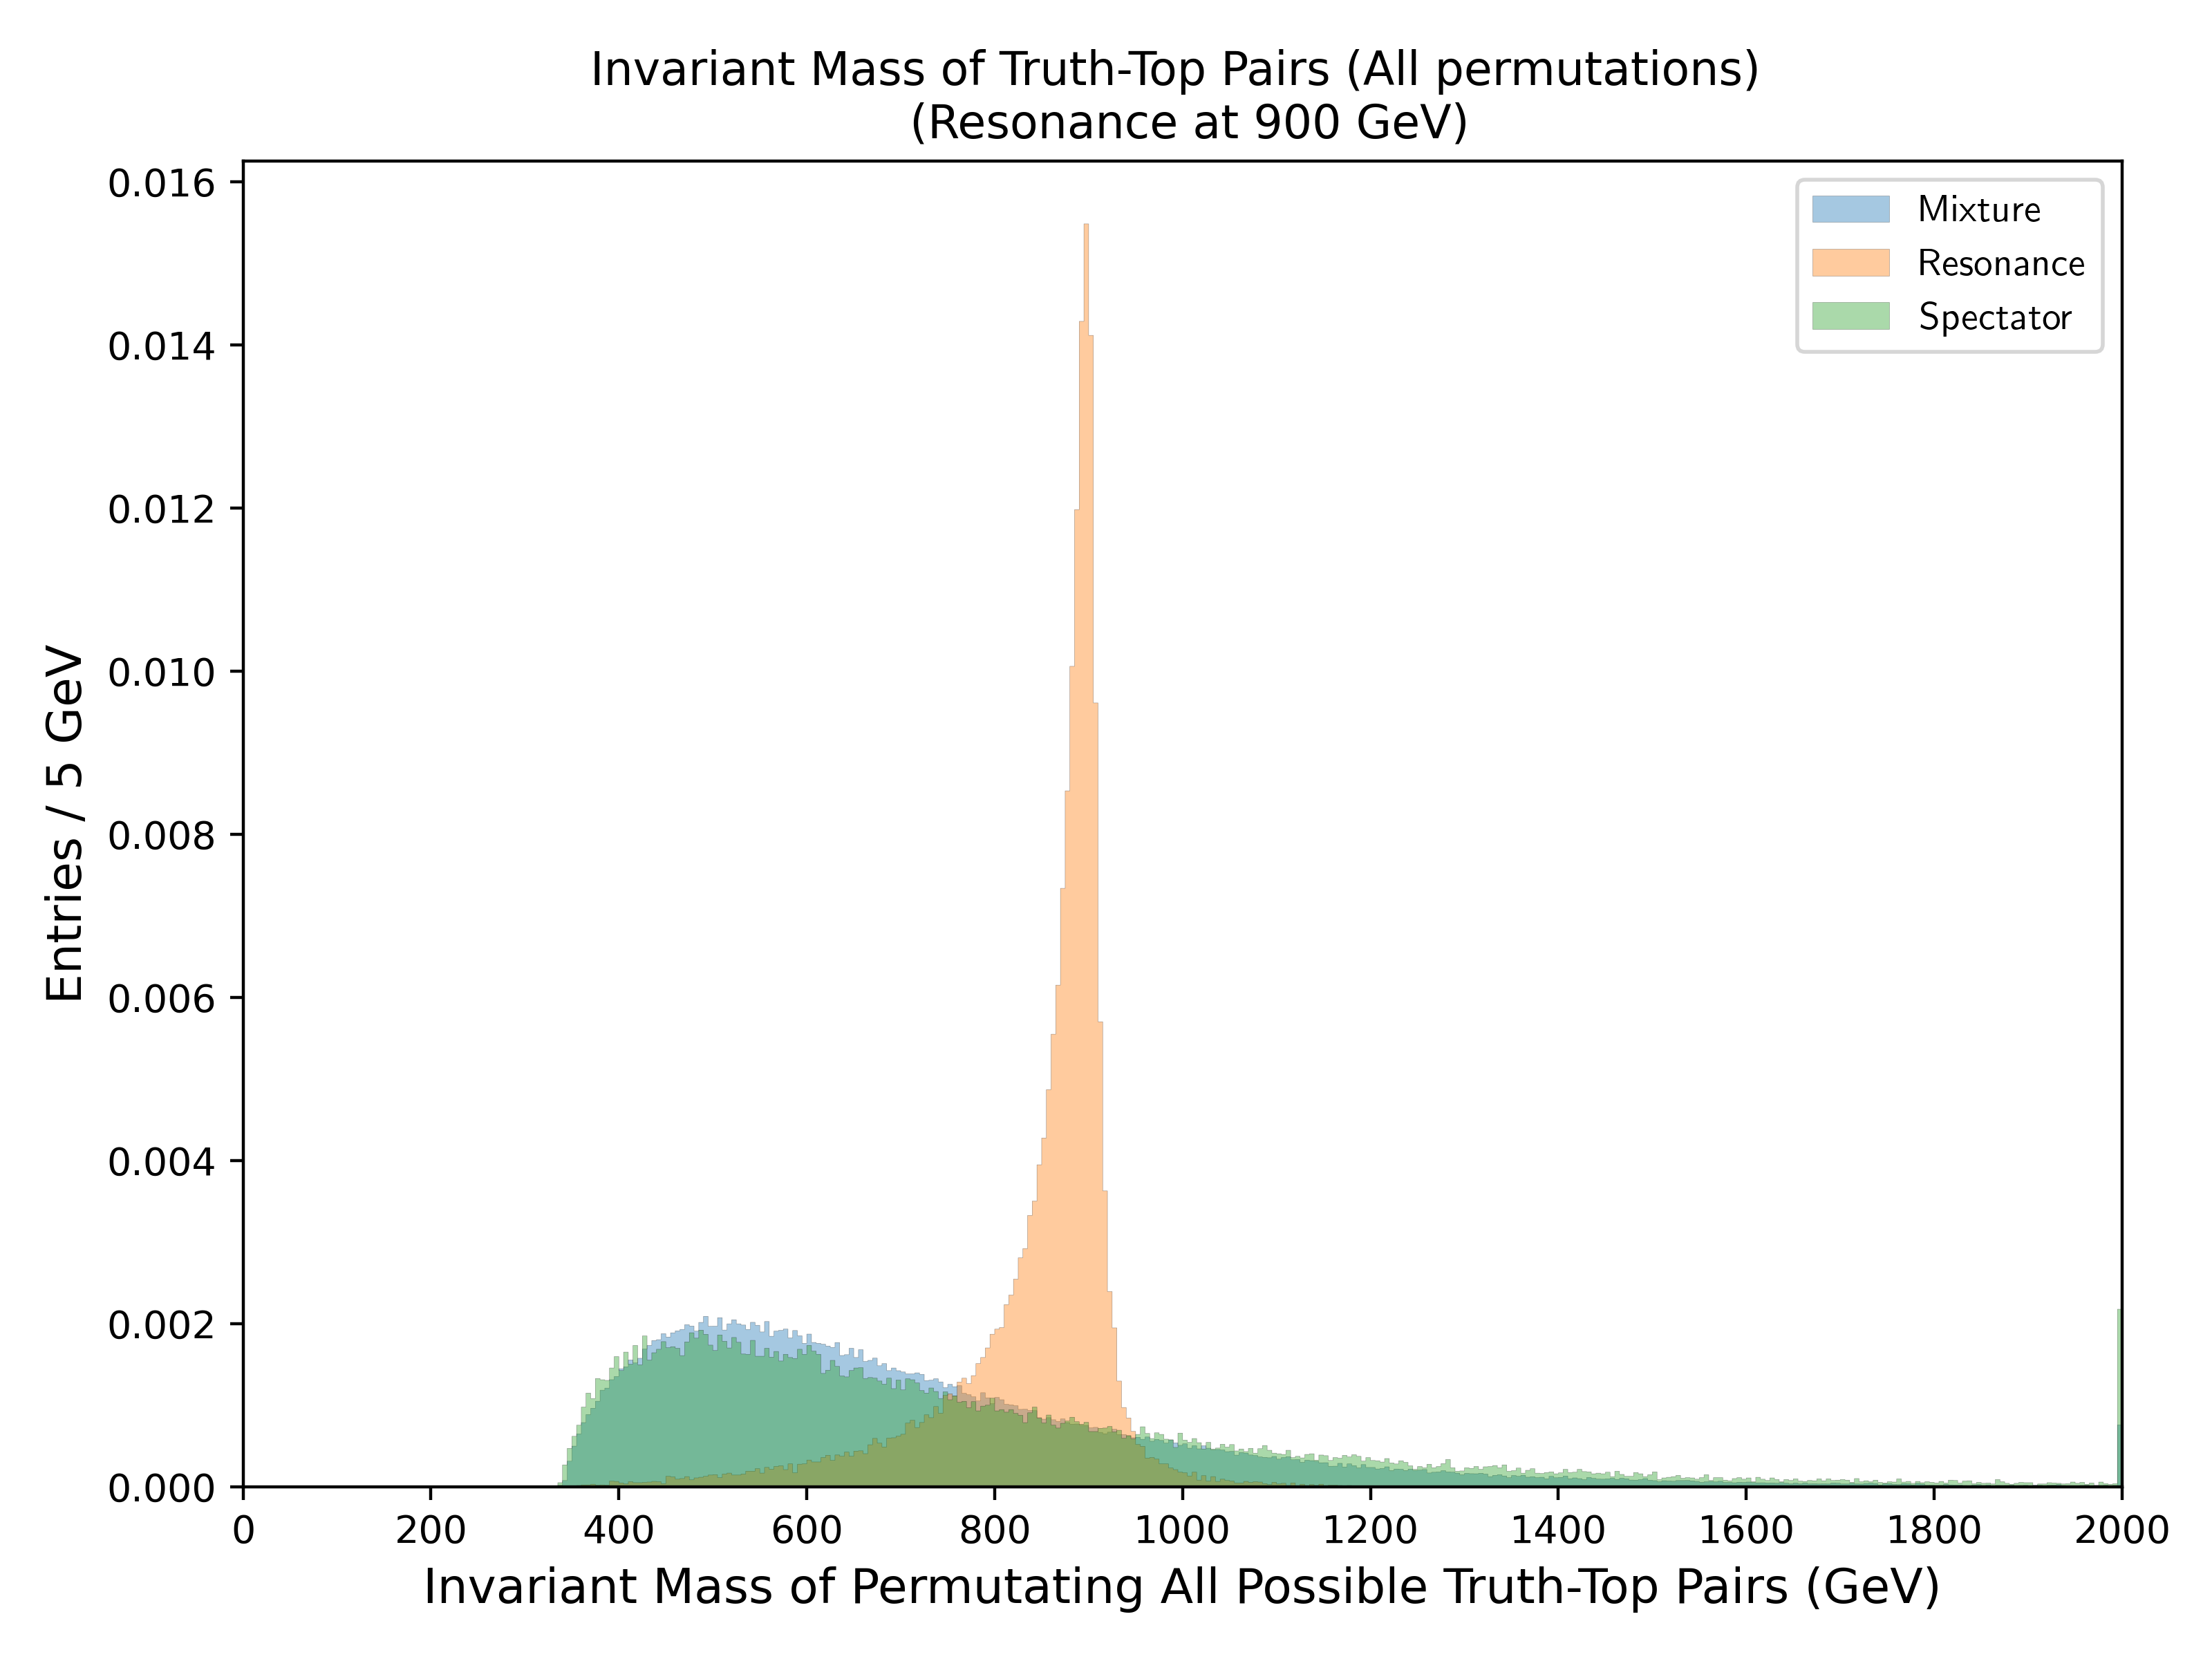 Invariant Mass of Truth-Top Pairs (All permutations)
(Resonance at 900 GeV)
Mixture
Resonance
Spectator
Entries / 5 GeV
0.016
0.014
0.012
0.010
0.008
0.006
0.004
0.002
0.000
0 200 400 600 800 1000 1200 1400 1600 1800 2000
Invariant Mass of Permutating All Possible Truth-Top Pairs (GeV)